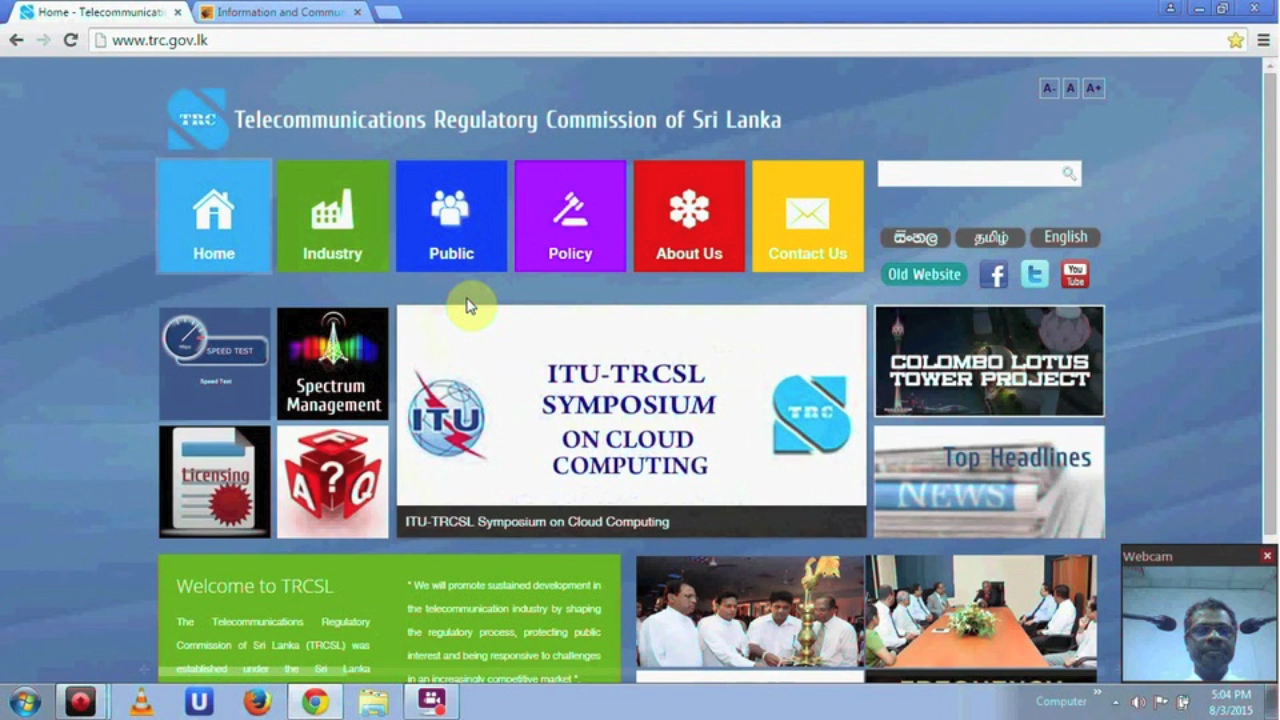 Home - Telecommunicati
Information and Commu
www.trc.gov.lk
A-
A
A+
TRC
Telecommunications Regulatory Commission of Sri Lanka
Home
Industry
Public
Policy
About Us
Contact Us
සිංහල
தமிழ்
English
Old Website
f
t
You
Tube
SPEED TEST
Speed Test
Spectrum
Management
Licensing
FAQ
?
ITU
ITU-TRCSL
SYMPOSIUM
ON CLOUD
COMPUTING
TRC
ITU-TRCSL Symposium on Cloud Computing
COLOMBO LOTUS
TOWER PROJECT
Top Headlines
NEWS
Welcome to TRCSL
The Telecommunications Regulatory
Commission of Sri Lanka (TRCSL) was
established under the Sri Lanka
" We will promote sustained development in
the telecommunication industry by shaping
the regulatory process, protecting public
interest and being responsive to challenges
in an increasingly competitive market ".
Webcam
U
Computer
5:04 PM
8/3/2015